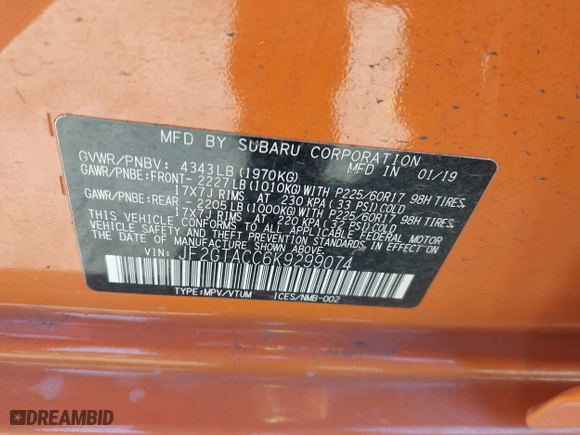 MFD BY SUBARU CORPORATION
GVWR/PNBV: 4343LB (1970KG) MFD IN 01/19
GAWR/PNBE:FRONT-2227LB(1010KG)WITH P225/60R17 98H TIRES,
17X7J RIMS AT 230 KPA(33 PSI)COLD
GAWR/PNBE:REAR -2205LB(1000KG)WITH P225/60R17 98H TIRES,
17X7J RIMS AT 220 KPA(32 PSI)COLD
THIS VEHICLE CONFORMS TO ALL APPLICABLE FEDERAL MOTOR
VEHICLE SAFETY STANDARDS IN EFFECT ON THE
DATE OF MANUFACTURE SHOWN ABOVE.
VIN: JF2GTACC6K9299074
TYPE:MPV/VTUM ICES/NMB-002
DREAMBID